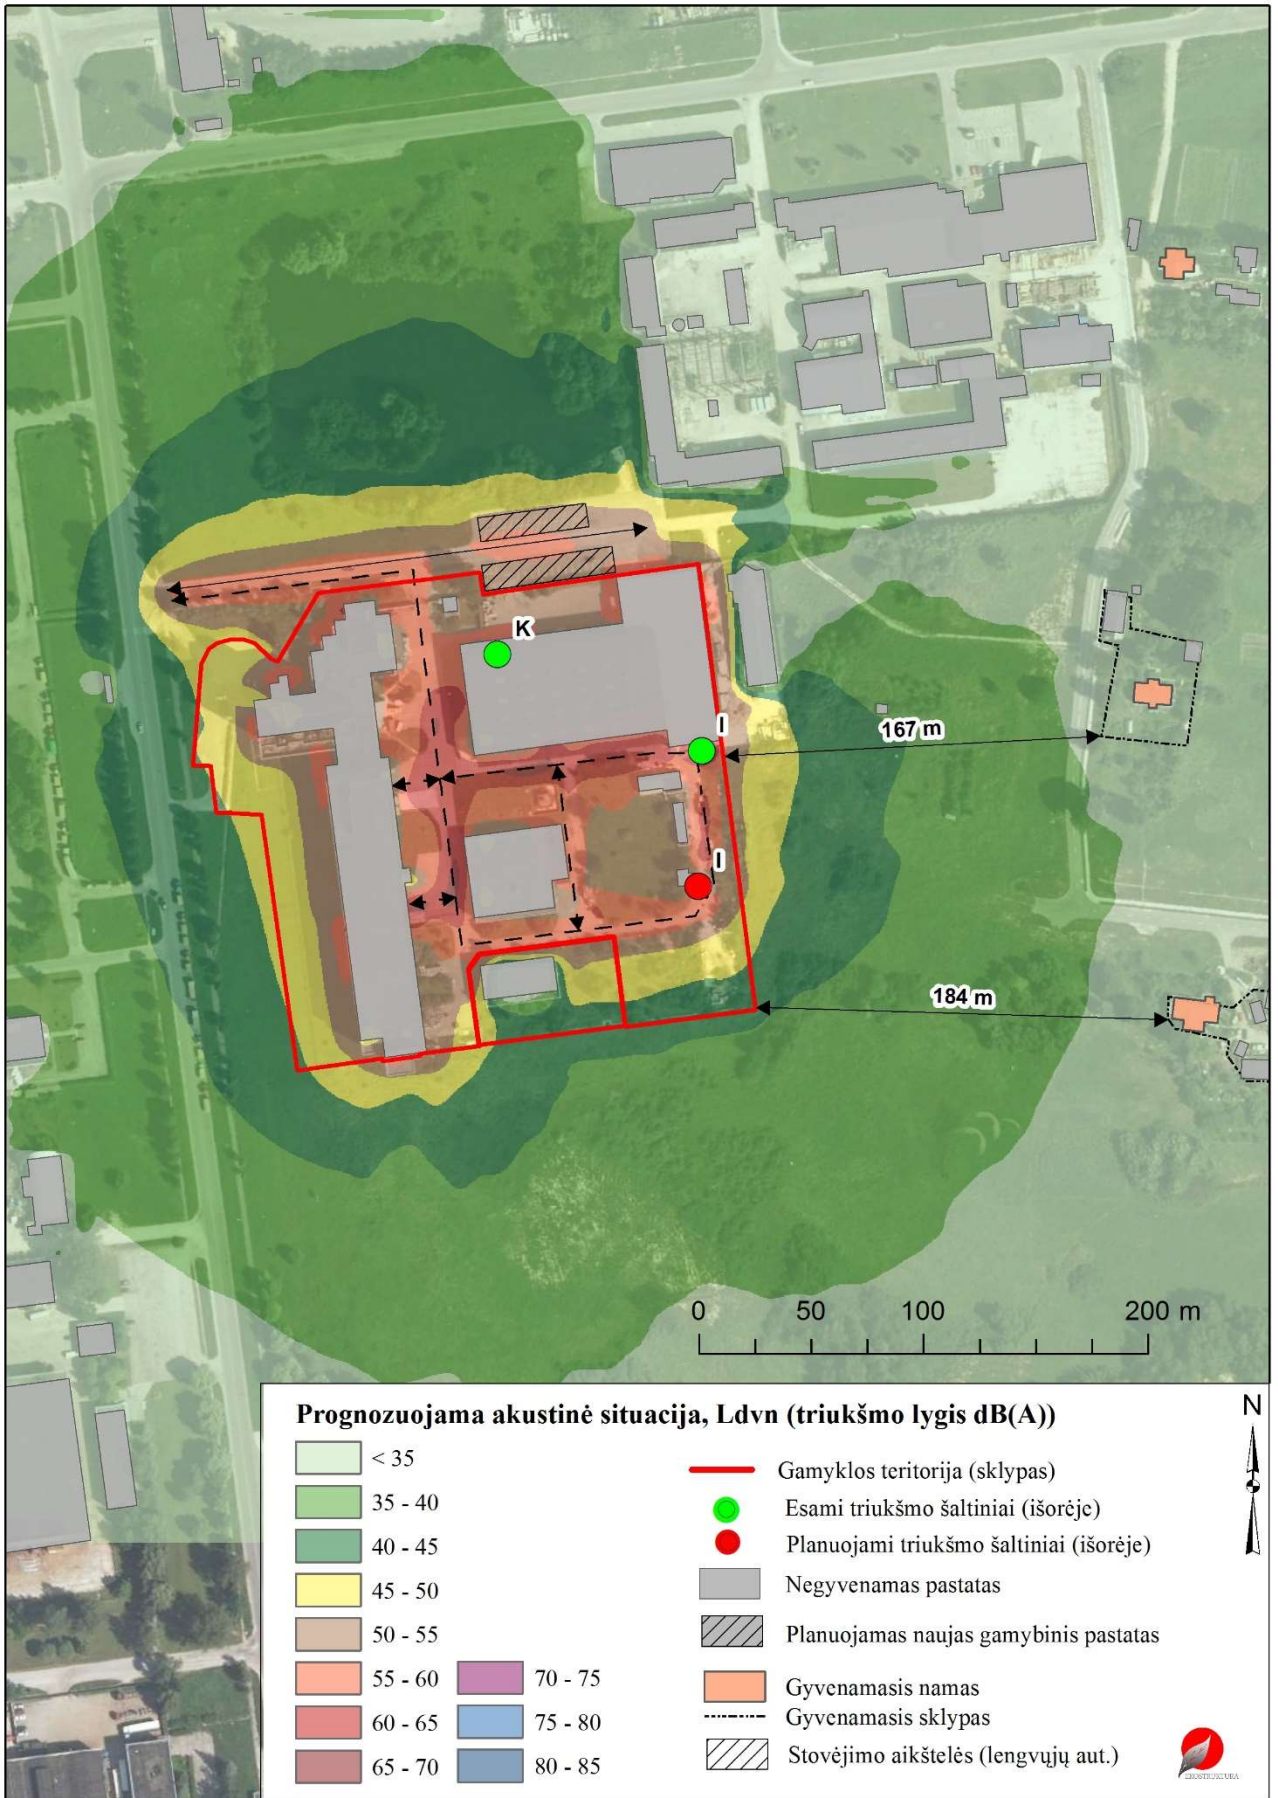 K
I
167 m
I
184 m
0 50 100 200 m
Prognozuojama akustinė situacija, Ldvn (triukšmo lygis dB(A))
N
< 35
35 - 40
40 - 45
45 - 50
50 - 55
55 - 60
60 - 65
65 - 70
70 - 75
75 - 80
80 - 85
Gamyklos teritorija (sklypas)
Esami triukšmo šaltiniai (išorėje)
Planuojami triukšmo šaltiniai (išorėje)
Negyvenamas pastatas
Planuojamas naujas gamybinis pastatas
Gyvenamasis namas
Gyvenamasis sklypas
Stovėjimo aikštelės (lengvųjų aut.)
EKOSTRUKTŪRA